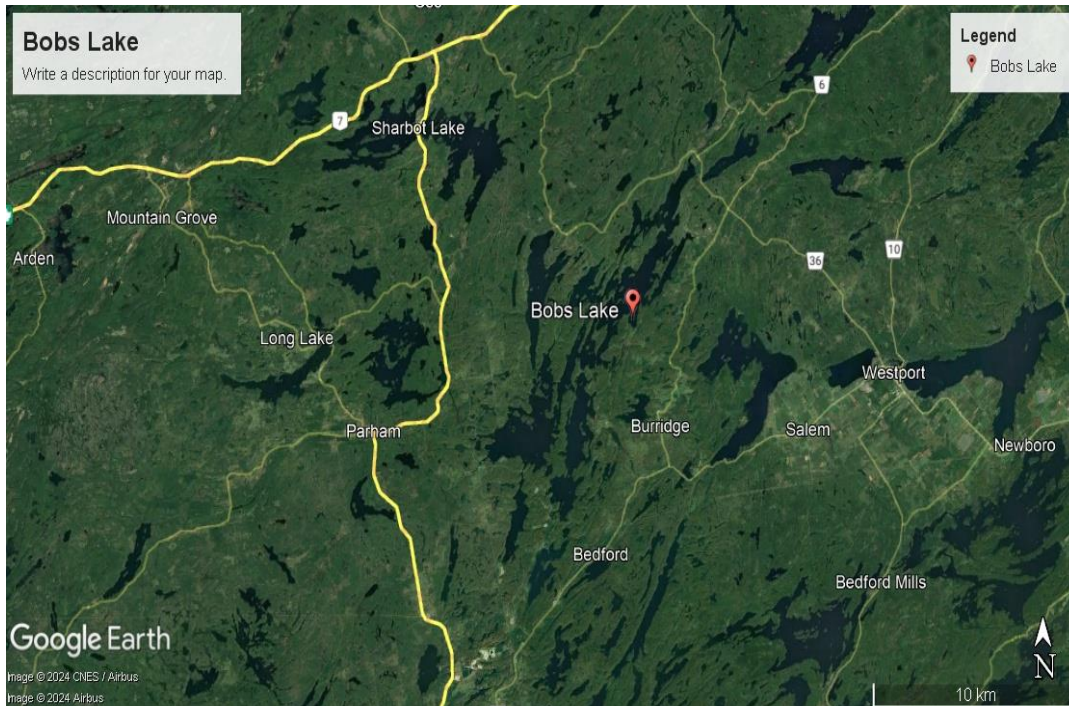 Bobs Lake
Write a description for your map.
Legend
Bobs Lake
6
7
Sharbot Lake
Mountain Grove
Arden
36
10
Bobs Lake
Long Lake
Westport
Parham
Burridge
Salem
Newboro
Bedford
Bedford Mills
Google Earth
N
Image © 2024 CNES / Airbus
Image © 2024 Airbus
10 km